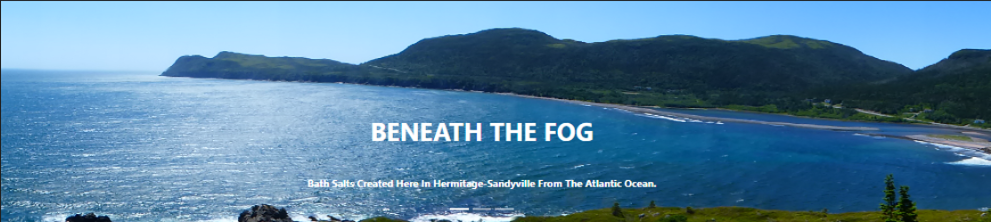 BENEATH THE FOG
Bath Salts Created Here In Hermitage-Sandyville From The Atlantic Ocean.